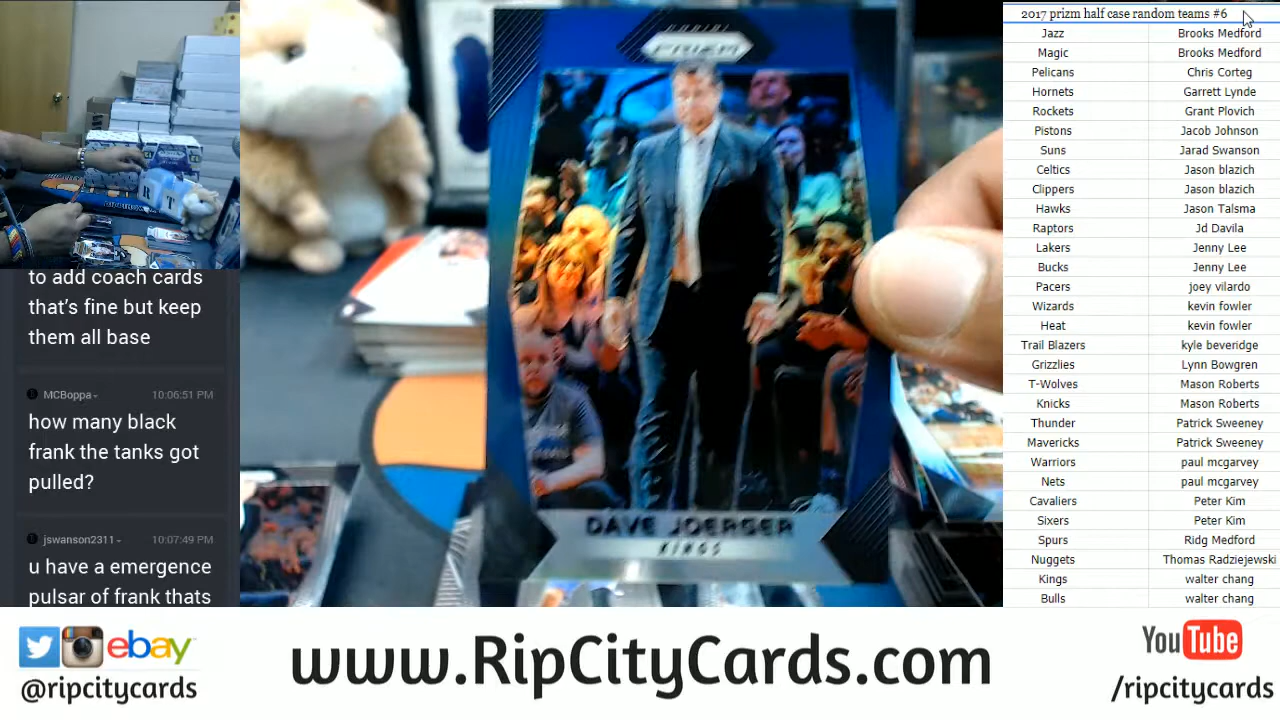 to add coach cards
that's fine but keep
them all base
MCBoppa
10:06:51 PM
how many black
frank the tanks got
pulled?
jswanson2311
10:07:49 PM
u have a emergence
pulsar of frank thats
PANINI
PRIZM
DAVE JOERGER
KINGS
2017 prizm half case random teams #6
Jazz Brooks Medford
Magic Brooks Medford
Pelicans Chris Corteg
Hornets Garrett Lynde
Rockets Grant Plovich
Pistons Jacob Johnson
Suns Jarad Swanson
Celtics Jason blazich
Clippers Jason blazich
Hawks Jason Talsma
Raptors Jd Davila
Lakers Jenny Lee
Bucks Jenny Lee
Pacers joey vilardo
Wizards kevin fowler
Heat kevin fowler
Trail Blazers kyle beveridge
Grizzlies Lynn Bowgren
T-Wolves Mason Roberts
Knicks Mason Roberts
Thunder Patrick Sweeney
Mavericks Patrick Sweeney
Warriors paul mcgarvey
Nets paul mcgarvey
Cavaliers Peter Kim
Sixers Peter Kim
Spurs Ridg Medford
Nuggets Thomas Radziejewski
Kings walter chang
Bulls walter chang
ebay
@ripcitycards
www.RipCityCards.com
YouTube
/ripcitycards